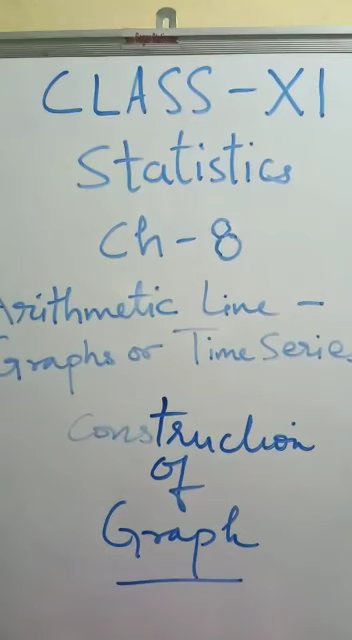 CLASS-XI
Statistics
Ch-8
Arithmetic Line -
Graphs or Time Series
Construction
of
Graph